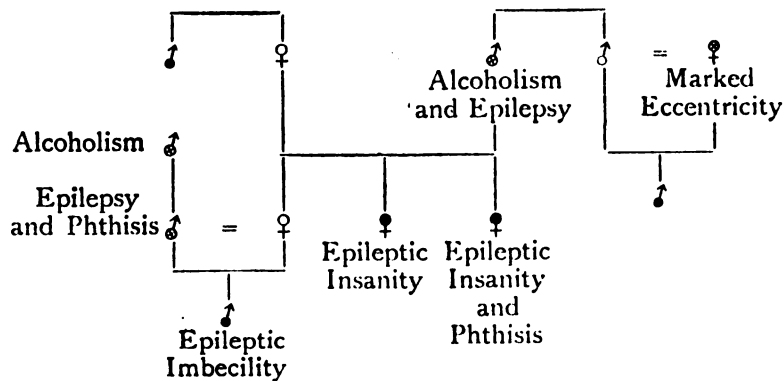 Alcoholism
and Epilepsy
=
Marked
Eccentricity
Alcoholism
Epilepsy
and Phthisis
=
Epileptic
Insanity
Epileptic
Insanity
and
Phthisis
Epileptic
Imbecility